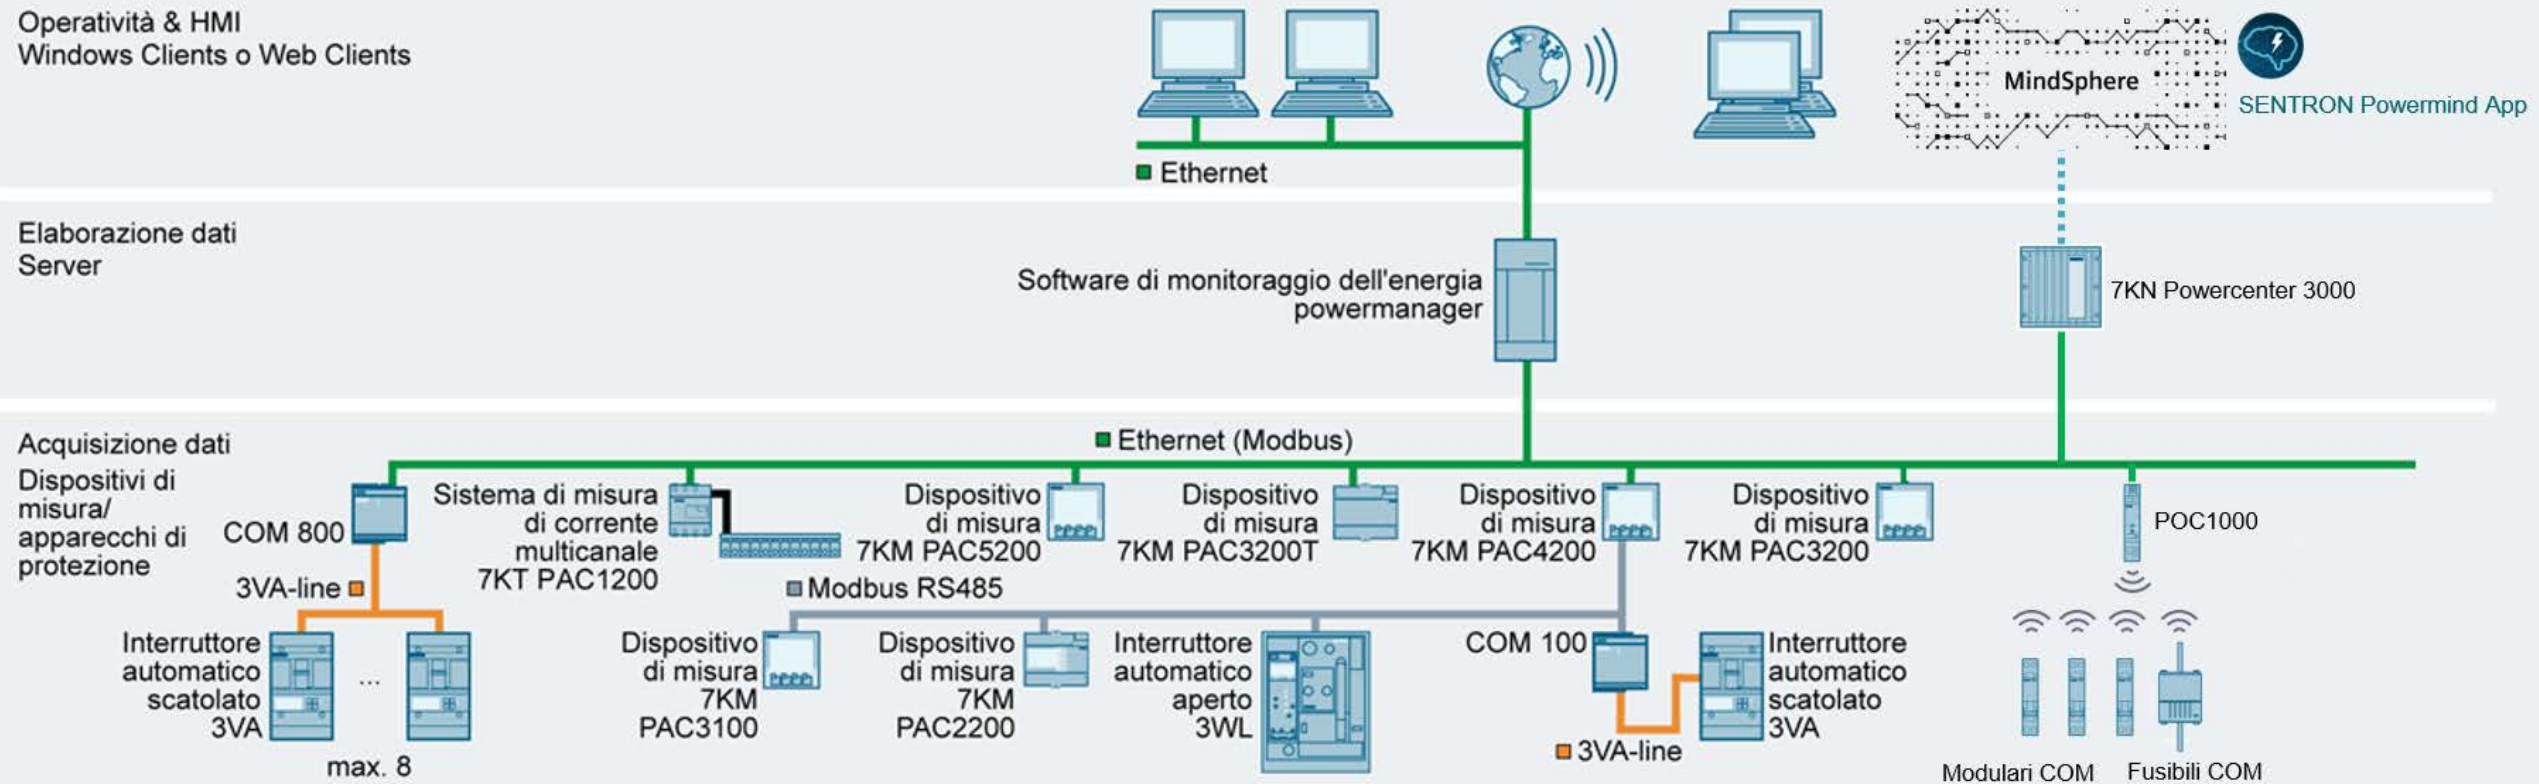 Operatività & HMI
Windows Clients o Web Clients
MindSphere
SENTRON Powermind App
Ethernet
Elaborazione dati
Server
Software di monitoraggio dell'energia
powermanager
7KN Powercenter 3000
Acquisizione dati
Dispositivi di
misura/
apparecchi di
protezione
Ethernet (Modbus)
COM 800
Sistema di misura
di corrente
multicanale
7KT PAC1200
Dispositivo
di misura
7KM PAC5200
Dispositivo
di misura
7KM PAC3200T
Dispositivo
di misura
7KM PAC4200
Dispositivo
di misura
7KM PAC3200
POC1000
3VA-line
Modbus RS485
Interruttore
automatico
scatolato
3VA
...
max. 8
Dispositivo
di misura
7KM
PAC3100
Dispositivo
di misura
7KM
PAC2200
Interruttore
automatico
aperto
3WL
COM 100
Interruttore
automatico
scatolato
3VA
3VA-line
Modulari COM
Fusibili COM